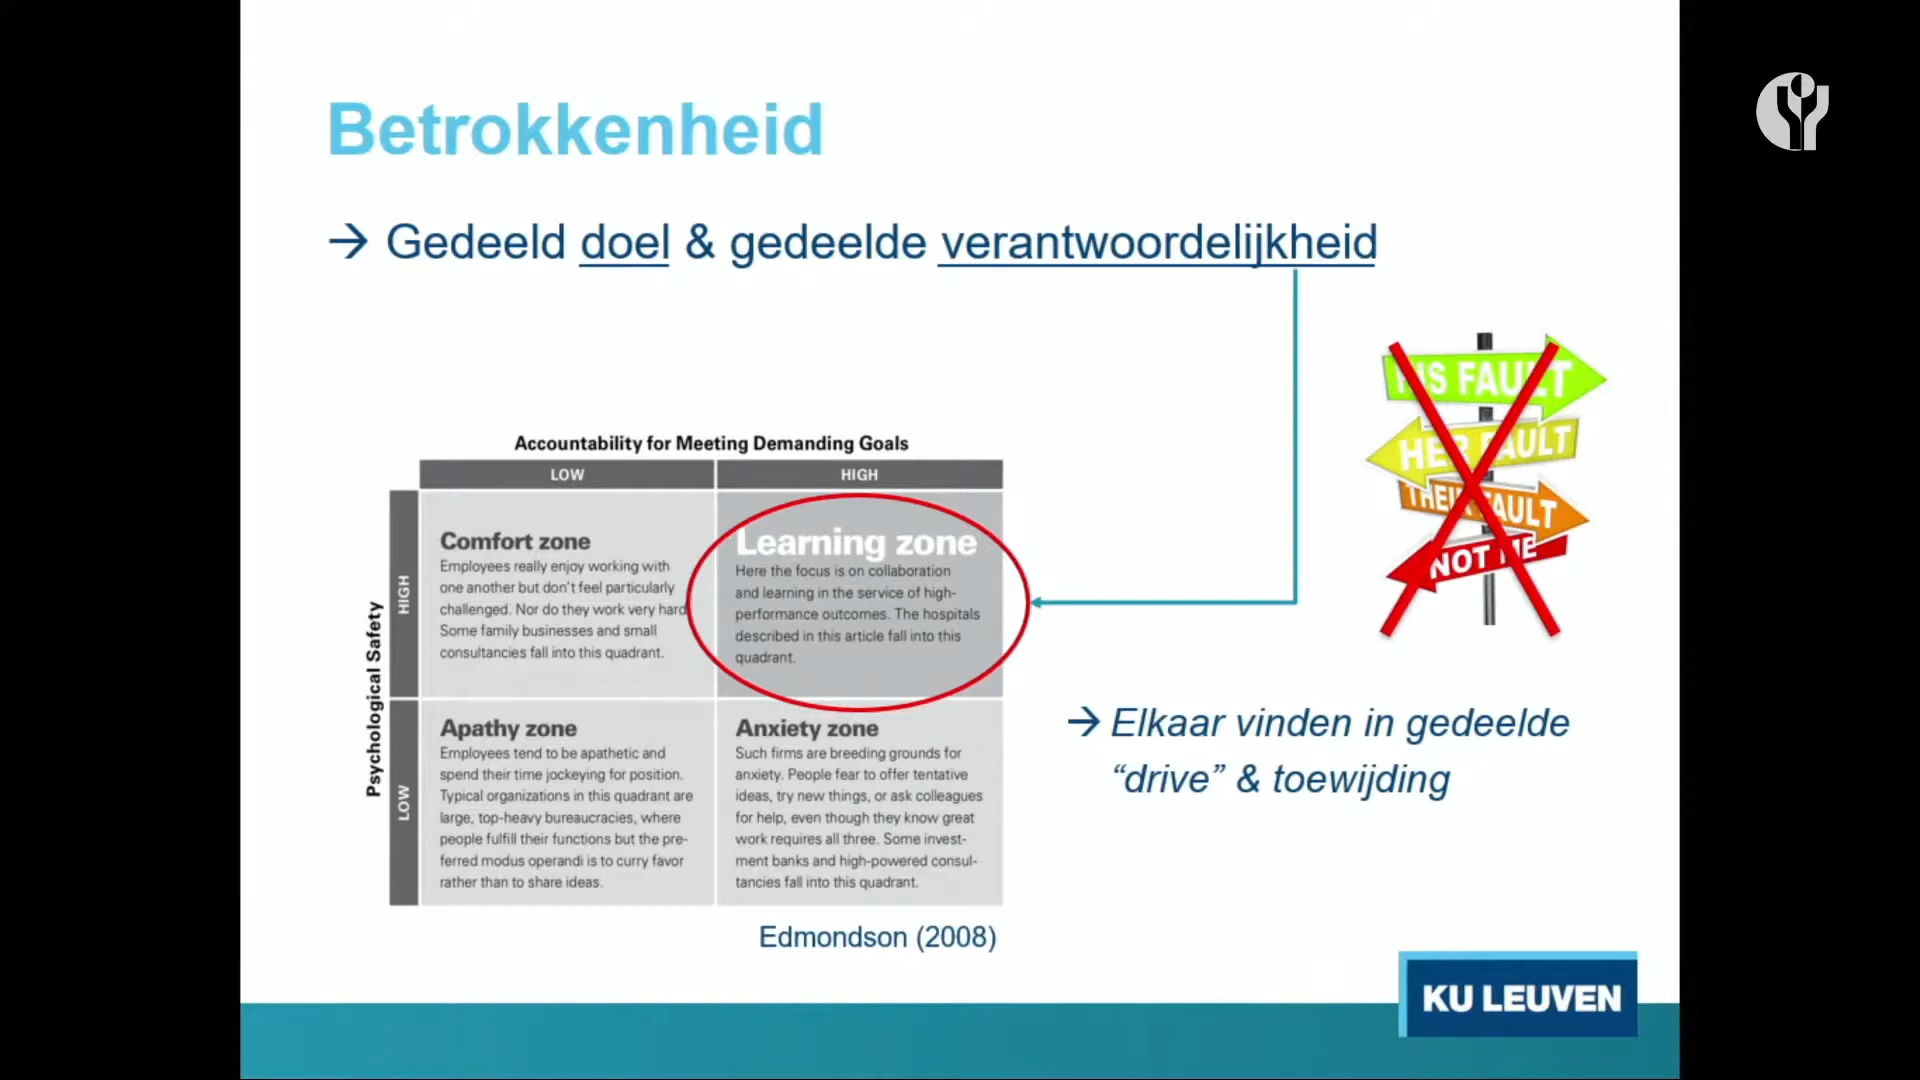 Betrokkenheid
→ Gedeeld doel & gedeelde verantwoordelijkheid
HIS FAULT
HER FAULT
THEIR FAULT
NOT ME
Accountability for Meeting Demanding Goals
LOW
HIGH
Psychological Safety
HIGH
Comfort zone
Employees really enjoy working with
one another but don't feel particularly
challenged. Nor do they work very hard
Some family businesses and small
consultancies fall into this quadrant.
Learning zone
Here the focus is on collaboration
and learning in the service of high-
performance outcomes. The hospitals
described in this article fall into this
quadrant.
LOW
Apathy zone
Employees tend to be apathetic and
spend their time jockeying for position.
Typical organizations in this quadrant are
large, top-heavy bureaucracies, where
people fulfill their functions but the pre-
ferred modus operandi is to curry favor
rather than to share ideas.
Anxiety zone
Such firms are breeding grounds for
anxiety. People fear to offer tentative
ideas, try new things, or ask colleagues
for help, even though they know great
work requires all three. Some invest-
ment banks and high-powered consul-
tancies fall into this quadrant.
→ Elkaar vinden in gedeelde
“drive” & toewijding
Edmondson (2008)
KU LEUVEN